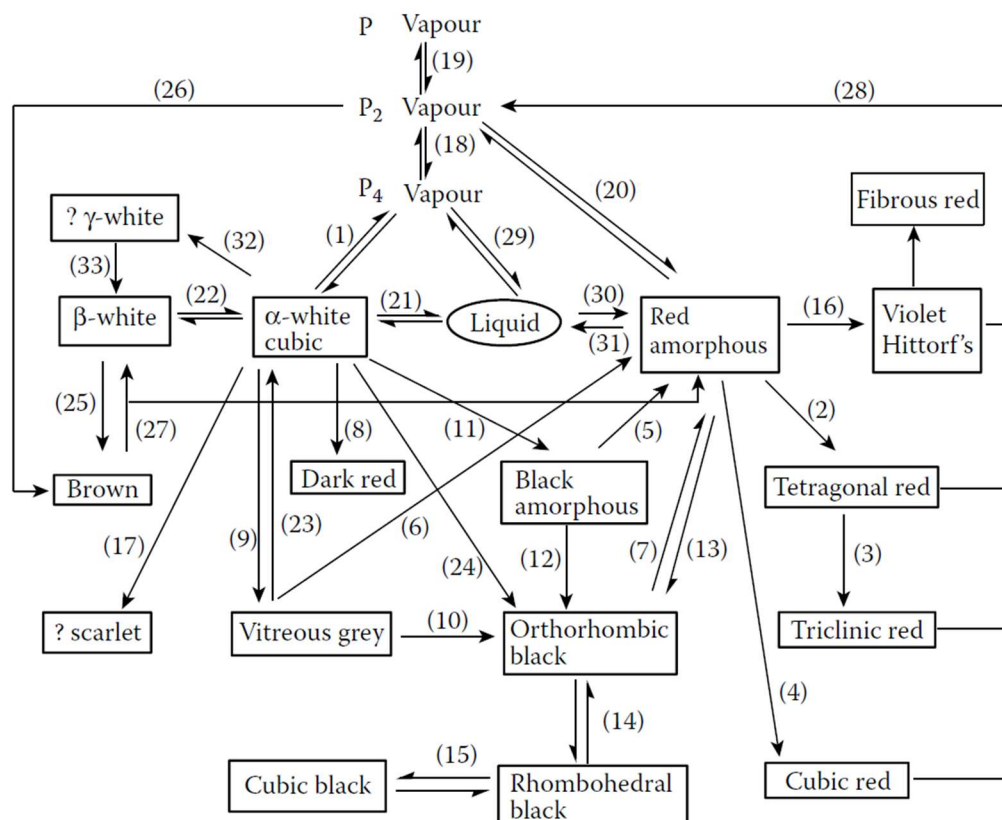 P Vapour
(19)
(26)
P2 Vapour
(28)
(18)
P4 Vapour
(20)
? γ-white
(32)
(1)
(29)
Fibrous red
(33)
β-white
(22)
α-white
cubic
(21)
Liquid
(30)
(31)
Red
amorphous
(16)
Violet
Hittorf's
(25)
(27)
(8)
(11)
(5)
(2)
Brown
Dark red
Black
amorphous
Tetragonal red
(17)
(9)
(23)
(6)
(24)
(12)
(7)
(13)
(3)
? scarlet
Vitreous grey
(10)
Orthorhombic
black
Triclinic red
(4)
(14)
(15)
Cubic black
Rhombohedral
black
Cubic red